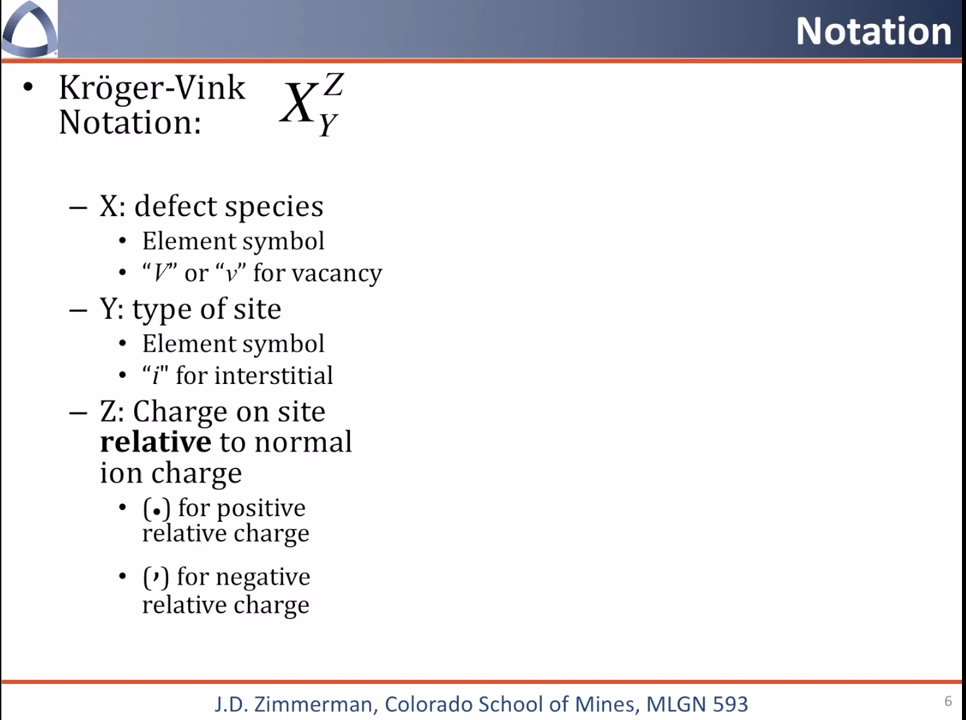 Notation
• Kröger-Vink X_Y^Z
Notation:
– X: defect species
• Element symbol
• “V” or “v” for vacancy
– Y: type of site
• Element symbol
• “i" for interstitial
– Z: Charge on site
relative to normal
ion charge
• (•) for positive
relative charge
• (′) for negative
relative charge
J.D. Zimmerman, Colorado School of Mines, MLGN 593
6